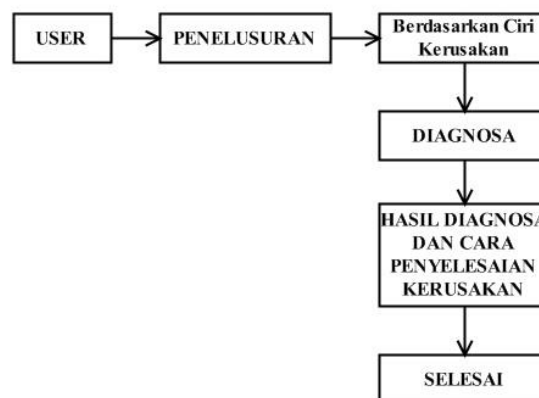 USER
PENELUSURAN
Berdasarkan Ciri
Kerusakan
DIAGNOSA
HASIL DIAGNOSA
DAN CARA
PENYELESAIAN
KERUSAKAN
SELESAI